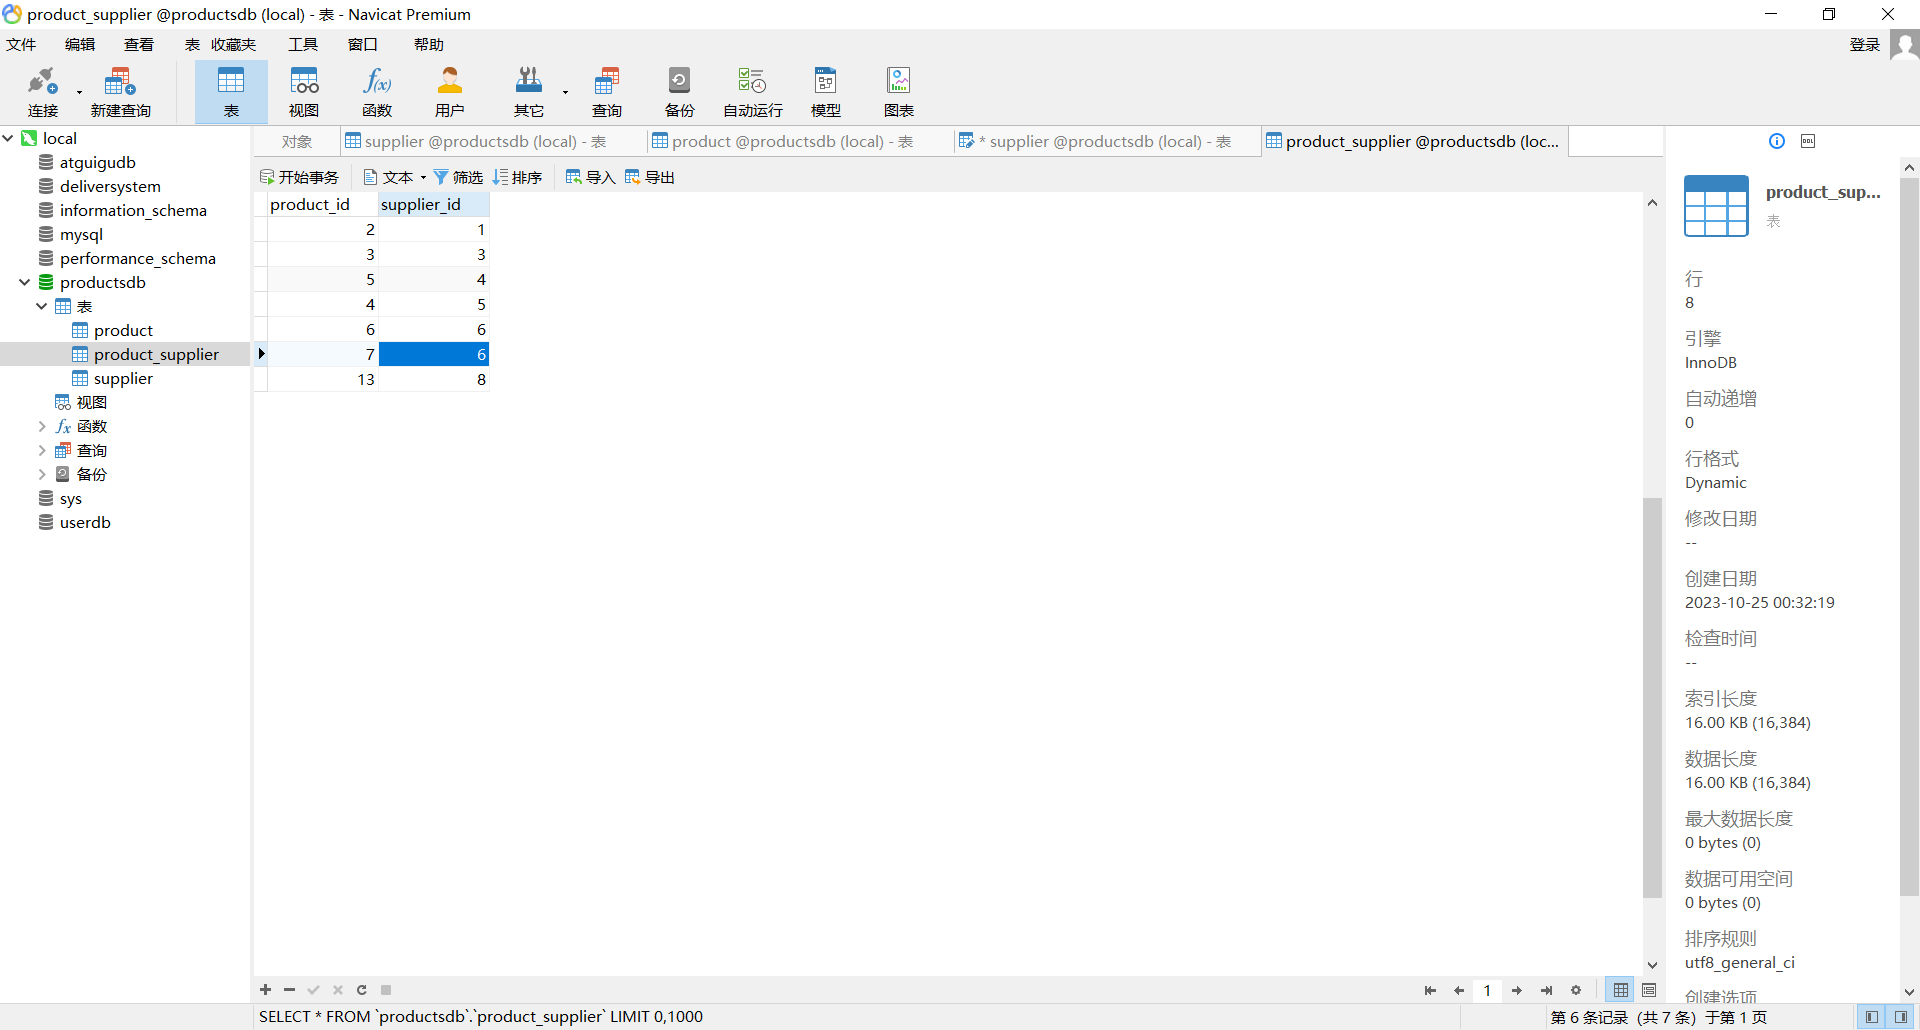 product_supplier @productsdb (local) - 表 - Navicat Premium
文件 编辑 查看 表 收藏夹 工具 窗口 帮助 登录
连接 新建查询 表 视图 函数 用户 其它 查询 备份 自动运行 模型 图表
local
atguigudb
deliversystem
information_schema
mysql
performance_schema
productsdb
表
product
product_supplier
supplier
视图
函数
查询
备份
sys
userdb
对象 supplier @productsdb (local) - 表 product @productsdb (local) - 表 * supplier @productsdb (local) - 表 product_supplier @productsdb (loc...
开始事务 文本 筛选 排序 导入 导出
product_id supplier_id
2 1
3 3
5 4
4 5
6 6
7 6
13 8
product_sup...
表
行
8
引擎
InnoDB
自动递增
0
行格式
Dynamic
修改日期
--
创建日期
2023-10-25 00:32:19
检查时间
--
索引长度
16.00 KB (16,384)
数据长度
16.00 KB (16,384)
最大数据长度
0 bytes (0)
数据可用空间
0 bytes (0)
排序规则
utf8_general_ci
创建选项
1
SELECT * FROM `productsdb`.`product_supplier` LIMIT 0,1000
第 6 条记录 (共 7 条) 于第 1 页